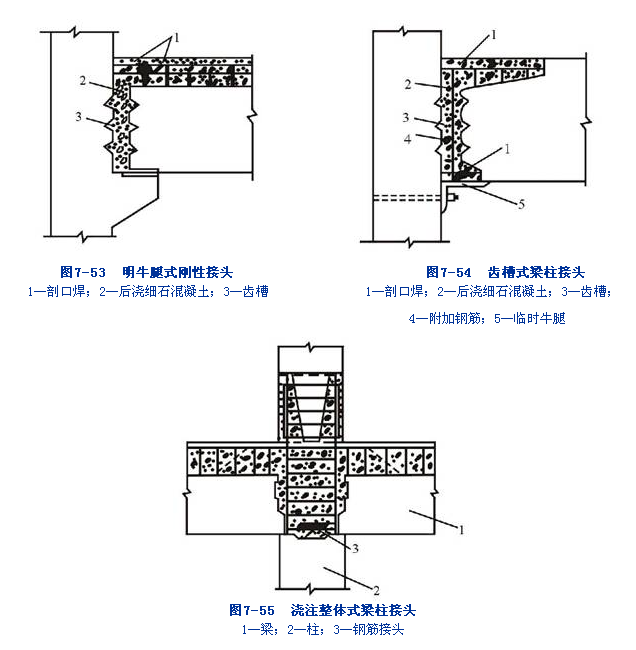 1
2
3
1
2
3
4
1
5
图7-53 明牛腿式刚性接头
1—剖口焊；2—后浇细石混凝土；3—齿槽
图7-54 齿槽式梁柱接头
1—剖口焊；2—后浇细石混凝土；3—齿槽；
4—附加钢筋；5—临时牛腿
1
3
2
图7-55 浇注整体式梁柱接头
1—梁；2—柱；3—钢筋接头